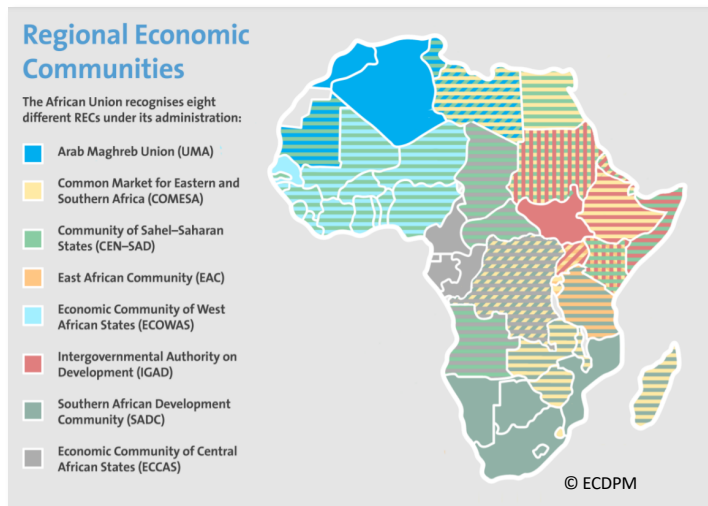 Regional Economic
Communities
The African Union recognises eight
different RECs under its administration:
Arab Maghreb Union (UMA)
Common Market for Eastern and
Southern Africa (COMESA)
Community of Sahel–Saharan
States (CEN–SAD)
East African Community (EAC)
Economic Community of West
African States (ECOWAS)
Intergovernmental Authority on
Development (IGAD)
Southern African Development
Community (SADC)
Economic Community of Central
African States (ECCAS)
© ECDPM